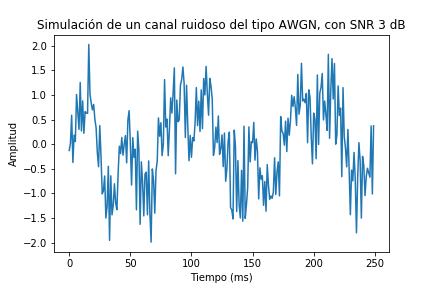 Simulación de un canal ruidoso del tipo AWGN, con SNR 3 dB
2.0
1.5
1.0
0.5
0.0
−0.5
−1.0
−1.5
−2.0
Amplitud
0 50 100 150 200 250
Tiempo (ms)